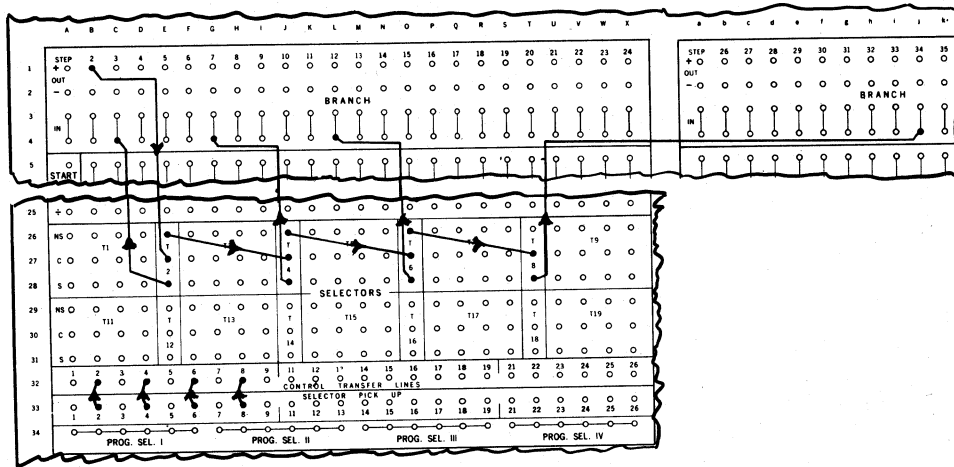 A B C D E F G H I J K L M N O P Q R S T U V W X a b c d e f g h i j k
STEP 2 3 4 5 6 7 8 9 10 11 12 13 14 15 16 17 18 19 20 21 22 23 24 STEP 26 27 28 29 30 31 32 33 34 35
1 + +
OUT OUT
2 − −
BRANCH BRANCH
3
IN IN
4
5
START
25 ÷
26 NS T1 T T T T T9
27 C 2 4 6 8
28 S
SELECTORS
29 NS T11 T T13 T T15 T T17 T T19
30 C 12 14 16 18
31 S
1 2 3 4 5 6 7 8 9 11 12 14 15 16 17 18 19 21 22 23 24 25 26
32 CONTROL TRANSFER LINES
SELECTOR PICK UP
33
1 2 3 4 5 6 7 8 9 11 12 13 14 15 16 17 18 19 21 22 23 24 25 26
34
PROG. SEL. I PROG. SEL. II PROG. SEL. III PROG. SEL. IV